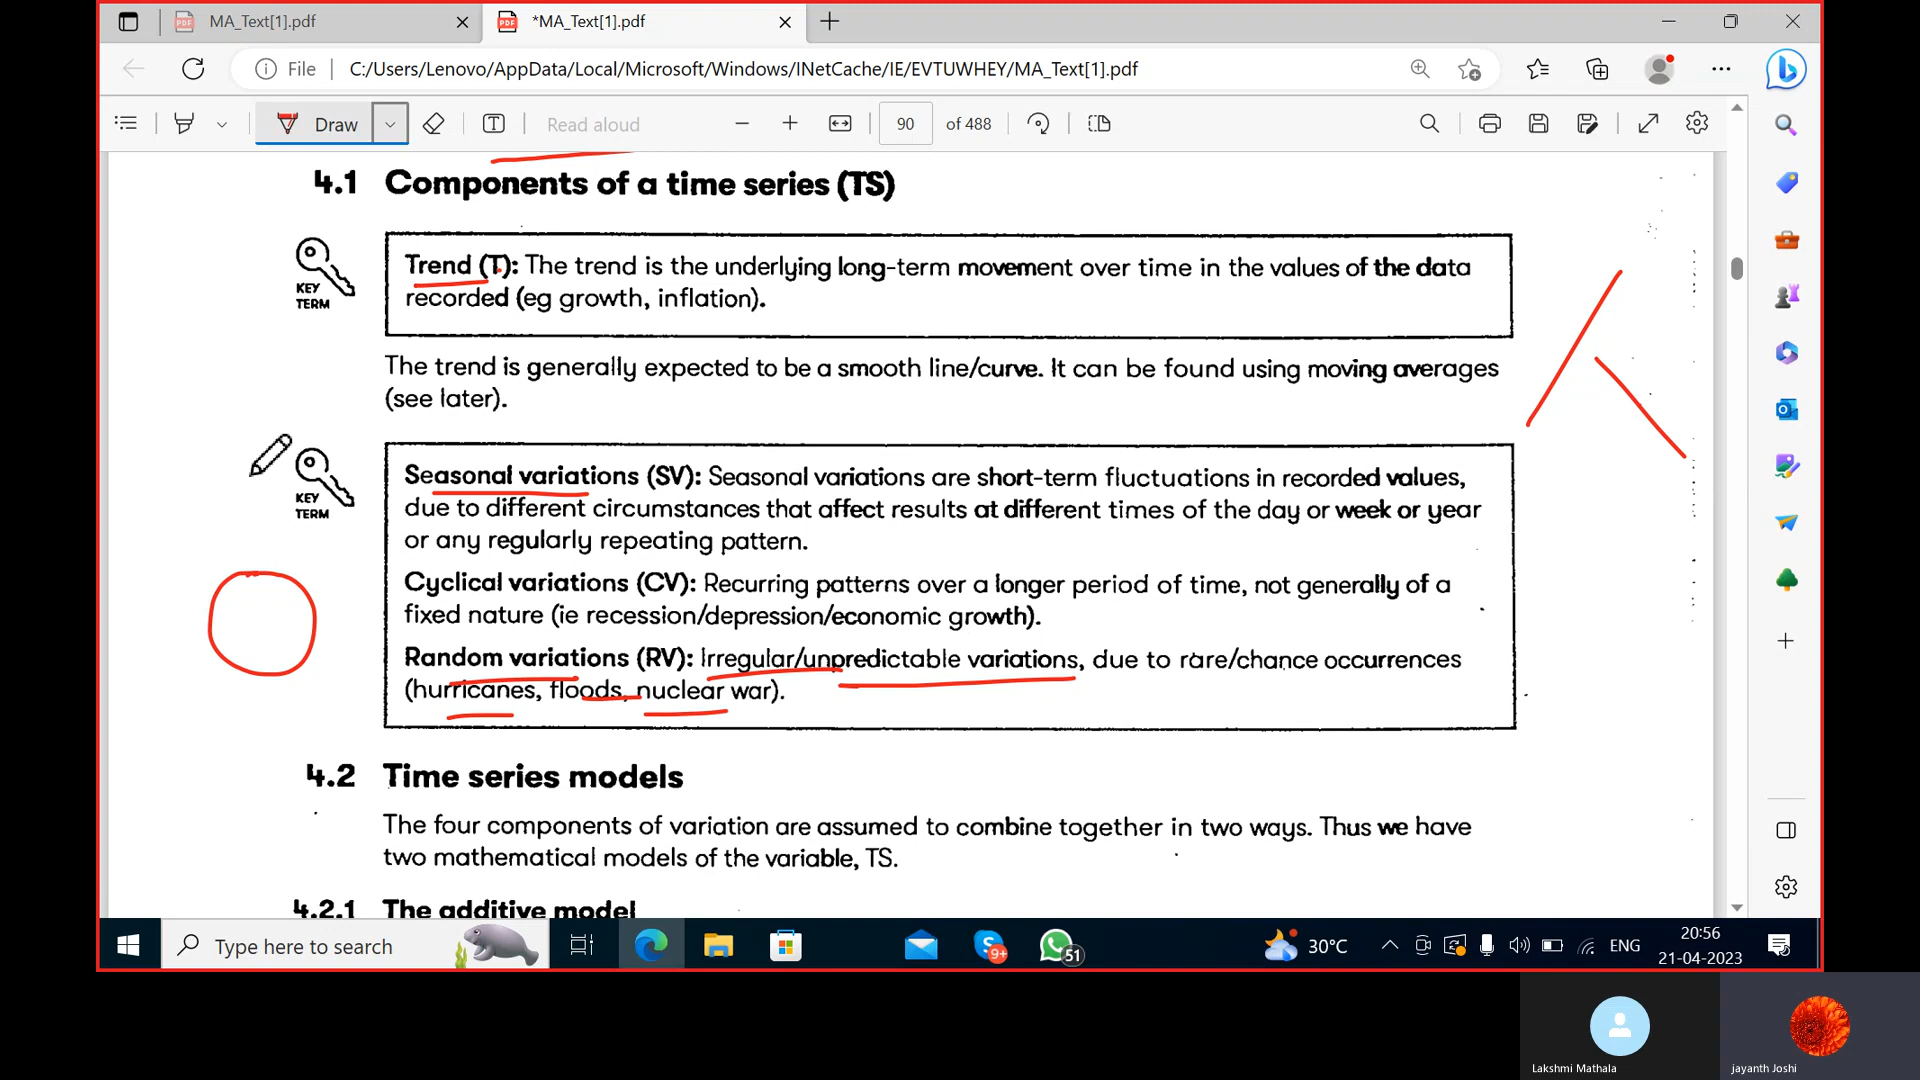 MA_Text[1].pdf
*MA_Text[1].pdf
File
C:/Users/Lenovo/AppData/Local/Microsoft/Windows/INetCache/IE/EVTUWHEY/MA_Text[1].pdf
Draw
Read aloud
90 of 488
4.1 Components of a time series (TS)
KEY
TERM
Trend (T): The trend is the underlying long-term movement over time in the values of the data
recorded (eg growth, inflation).
The trend is generally expected to be a smooth line/curve. It can be found using moving averages
(see later).
KEY
TERM
Seasonal variations (SV): Seasonal variations are short-term fluctuations in recorded values,
due to different circumstances that affect results at different times of the day or week or year
or any regularly repeating pattern.
Cyclical variations (CV): Recurring patterns over a longer period of time, not generally of a
fixed nature (ie recession/depression/economic growth).
Random variations (RV): Irregular/unpredictable variations, due to rare/chance occurrences
(hurricanes, floods, nuclear war).
4.2 Time series models
The four components of variation are assumed to combine together in two ways. Thus we have
two mathematical models of the variable, TS.
4.2.1 The additive model
Type here to search
9+
51
30°C
ENG
20:56
21-04-2023
Lakshmi Mathala
jayanth Joshi